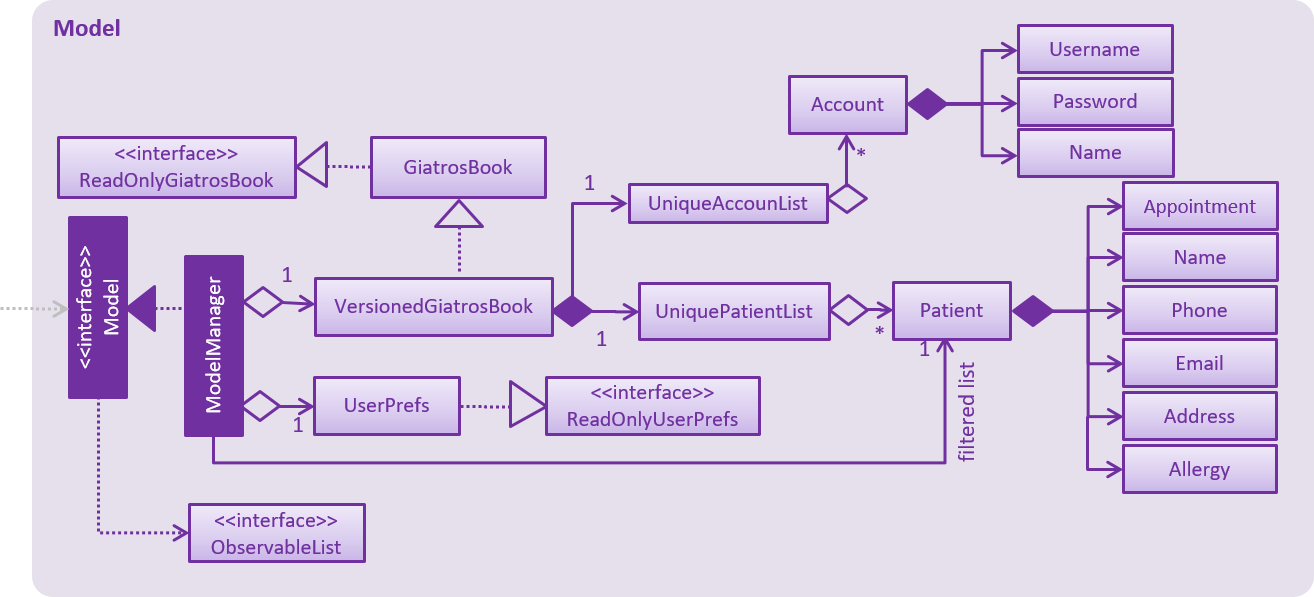 Model
Username
Password
Name
Account
*
<<interface>>
ReadOnlyGiatrosBook
GiatrosBook
1
UniqueAccounList
Appointment
Name
Phone
Email
Address
Allergy
<<interface>>
Model
ModelManager
1
VersionedGiatrosBook
1
UniquePatientList
*
Patient
1
filtered list
1
UserPrefs
<<interface>>
ReadOnlyUserPrefs
<<interface>>
ObservableList